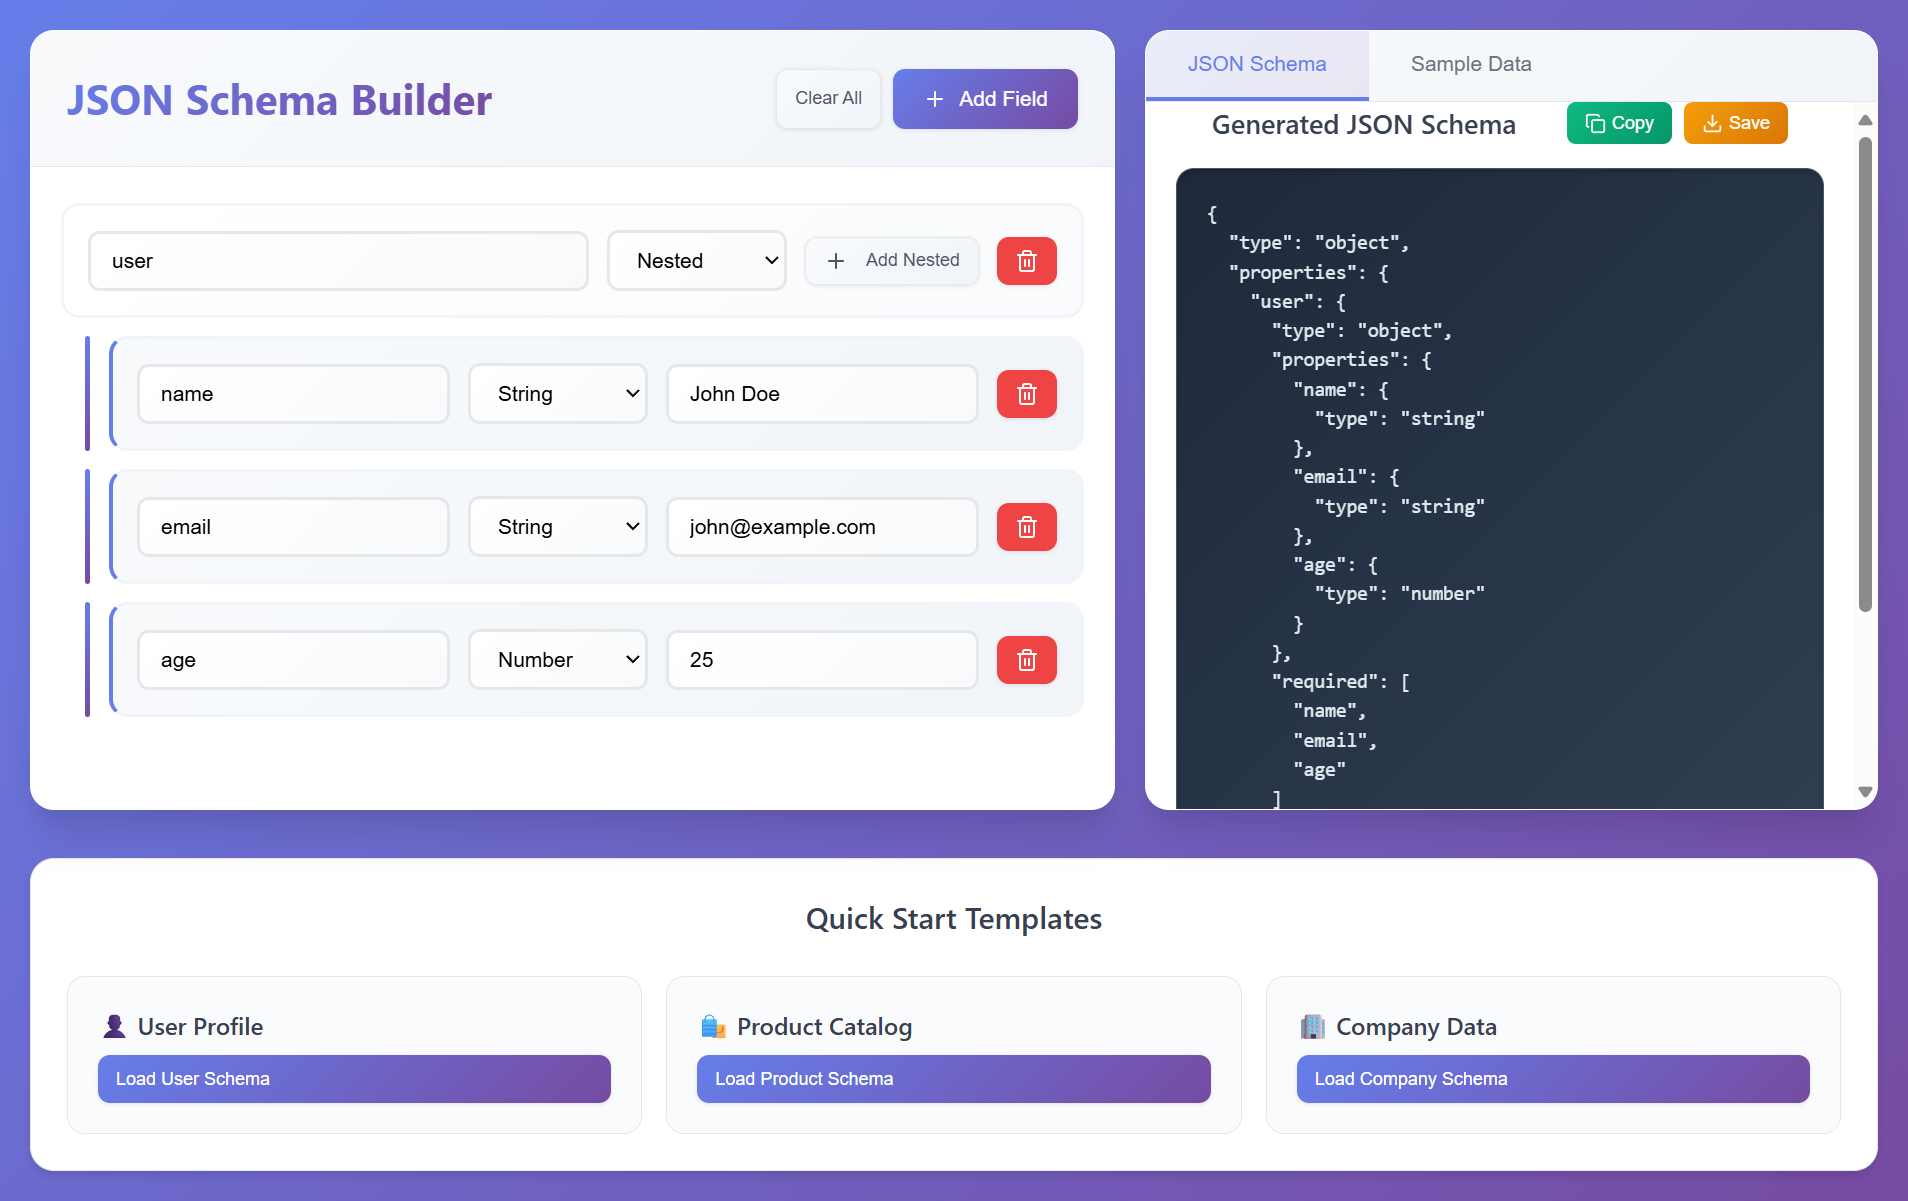 JSON Schema Builder
Clear All
Add Field
user
Nested
Add Nested
name
String
John Doe
email
String
john@example.com
age
Number
25
JSON Schema
Sample Data
Generated JSON Schema
Copy
Save
{
  "type": "object",
  "properties": {
    "user": {
      "type": "object",
      "properties": {
        "name": {
          "type": "string"
        },
        "email": {
          "type": "string"
        },
        "age": {
          "type": "number"
        }
      },
      "required": [
        "name",
        "email",
        "age"
      ]
Quick Start Templates
User Profile
Load User Schema
Product Catalog
Load Product Schema
Company Data
Load Company Schema